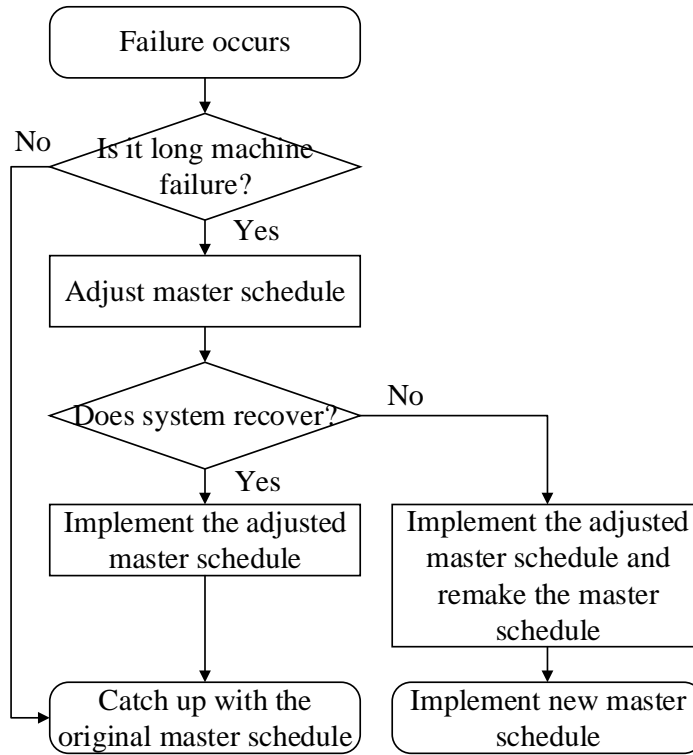 Failure occurs
No
Is it long machine
failure?
Yes
Adjust master schedule
Does system recover?
No
Yes
Implement the adjusted
master schedule
Implement the adjusted
master schedule and
remake the master
schedule
Catch up with the
original master schedule
Implement new master
schedule